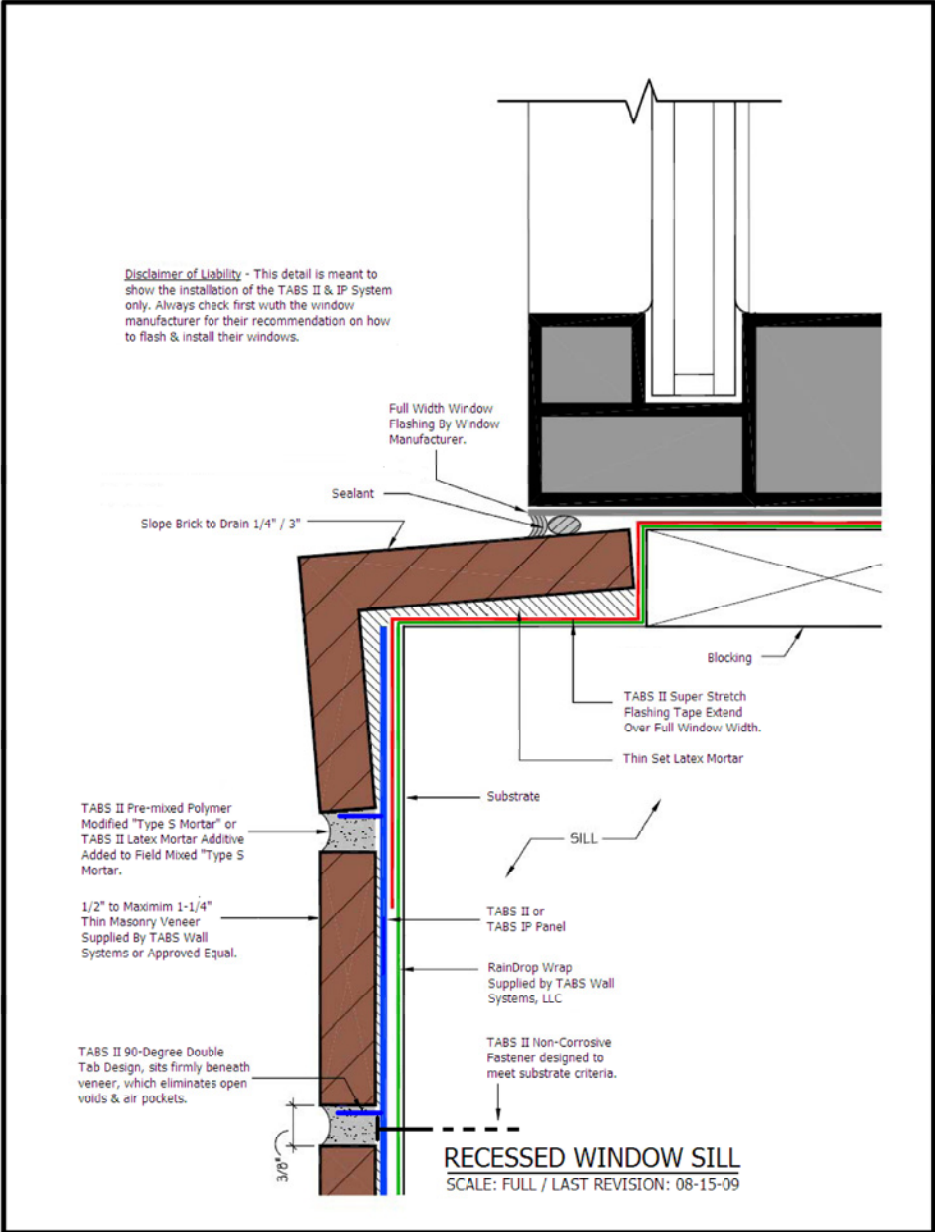 Disclaimer of Liability - This detail is meant to
show the installation of the TABS II & IP System
only. Always check first wuth the window
manufacturer for their recommendation on how
to flash & install their windows.
Full Width Window
Flashing By Window
Manufacturer.
Sealant
Slope Brick to Drain 1/4" / 3"
Blocking
TABS II Super Stretch
Flashing Tape Extend
Over Full Window Width.
Thin Set Latex Mortar
Substrate
SILL
TABS II Pre-mixed Polymer
Modified "Type S Mortar" or
TABS II Latex Mortar Additive
Added to Field Mixed "Type S
Mortar.
1/2" to Maximim 1-1/4"
Thin Masonry Veneer
Supplied By TABS Wall
Systems or Approved Equal.
TABS II or
TABS IP Panel
RainDrop Wrap
Supplied by TABS Wall
Systems, LLC
TABS II 90-Degree Double
Tab Design, sits firmly beneath
veneer, which eliminates open
voids & air pockets.
TABS II Non-Corrosive
Fastener designed to
meet substrate criteria.
3/8"
RECESSED WINDOW SILL
SCALE: FULL / LAST REVISION: 08-15-09